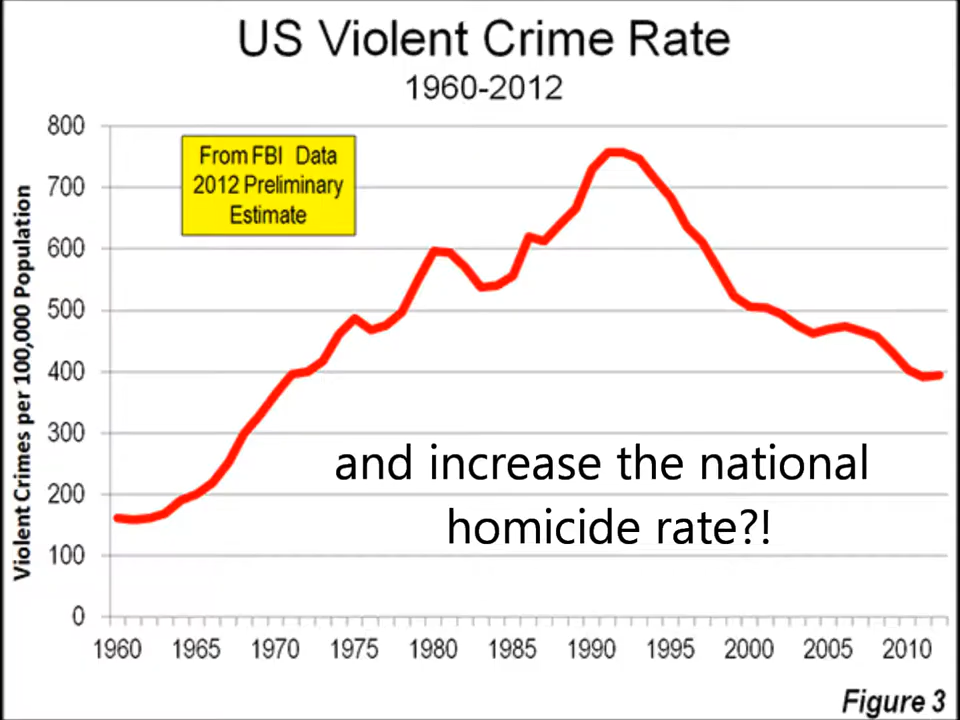 US Violent Crime Rate
1960-2012
800
700
600
500
400
300
200
100
0
Violent Crimes per 100,000 Population
From FBI Data
2012 Preliminary
Estimate
and increase the national
homicide rate?!
1960 1965 1970 1975 1980 1985 1990 1995 2000 2005 2010
Figure 3